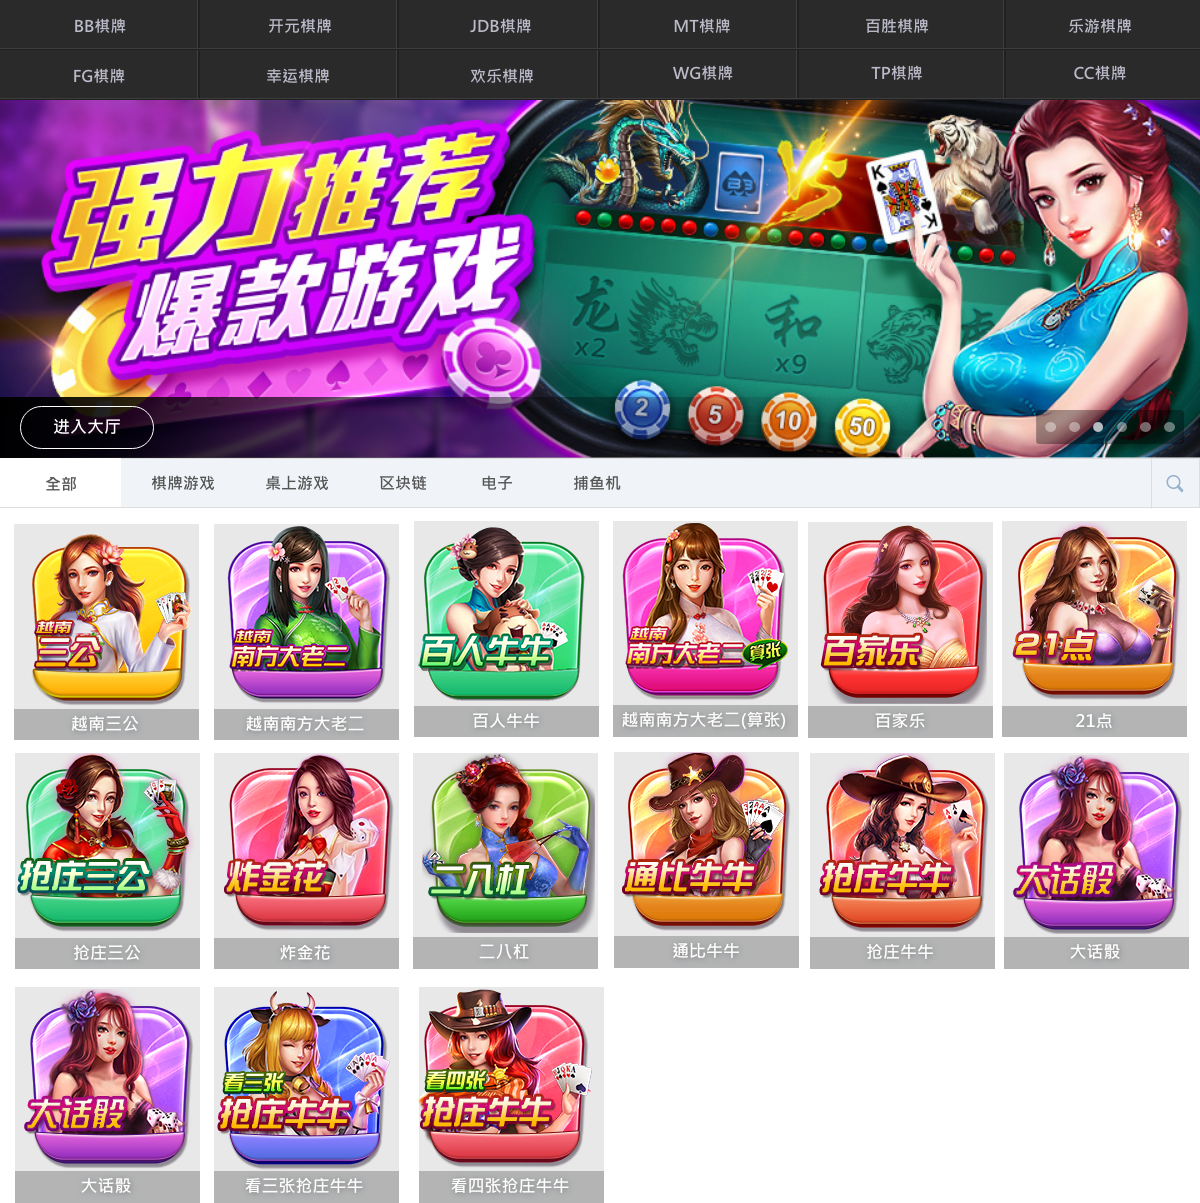 BB棋牌 开元棋牌 JDB棋牌 MT棋牌 百胜棋牌 乐游棋牌
FG棋牌 幸运棋牌 欢乐棋牌 WG棋牌 TP棋牌 CC棋牌
强力推荐
爆款游戏
VS
K
K
龙 和 虎
x2 x9
2 5 10 50
进入大厅
全部 棋牌游戏 桌上游戏 区块链 电子 捕鱼机
越南
三公
越南
南方大老二
百人牛牛
越南
南方大老二 算张
百家乐
21点
越南三公 越南南方大老二 百人牛牛 越南南方大老二(算张) 百家乐 21点
抢庄三公 炸金花 二八杠 通比牛牛 抢庄牛牛 大话骰
抢庄三公 炸金花 二八杠 通比牛牛 抢庄牛牛 大话骰
大话骰
看三张
抢庄牛牛
看四张
抢庄牛牛
大话骰 看三张抢庄牛牛 看四张抢庄牛牛